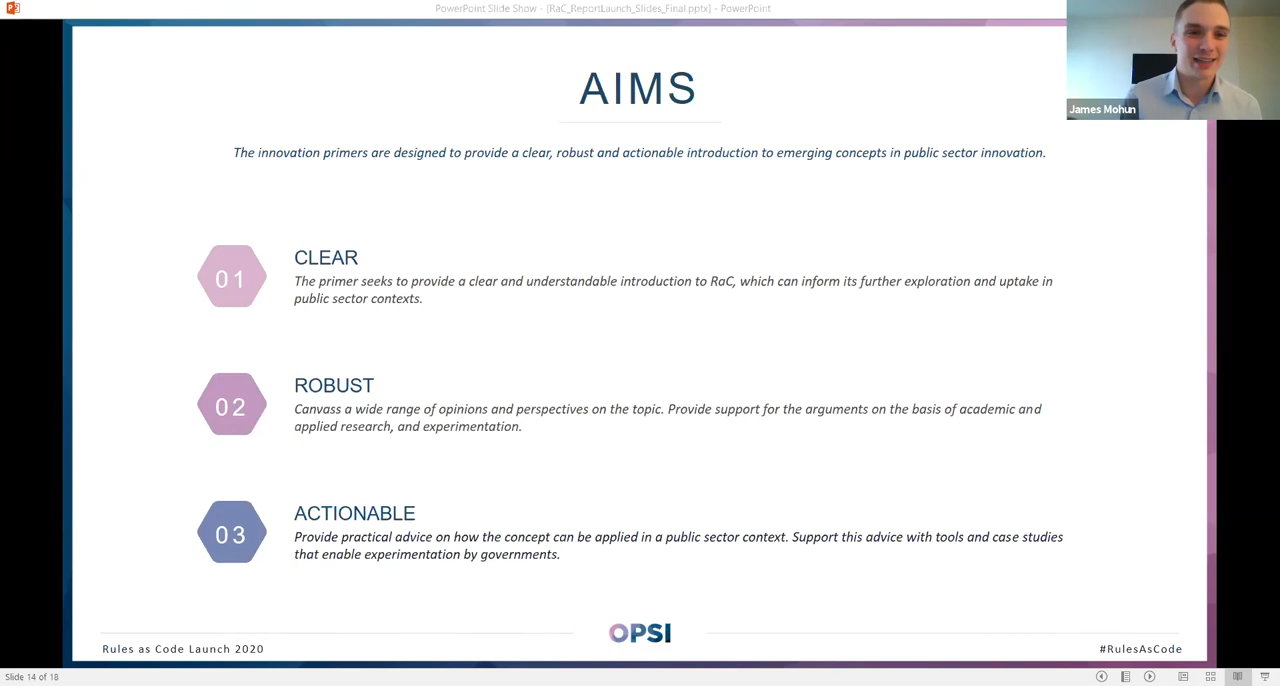 PowerPoint Slide Show - [RaC_ReportLaunch_Slides_Final.pptx] - PowerPoint
James Mohun
AIMS
The innovation primers are designed to provide a clear, robust and actionable introduction to emerging concepts in public sector innovation.
01
CLEAR
The primer seeks to provide a clear and understandable introduction to RaC, which can inform its further exploration and uptake in
public sector contexts.
02
ROBUST
Canvass a wide range of opinions and perspectives on the topic. Provide support for the arguments on the basis of academic and
applied research, and experimentation.
03
ACTIONABLE
Provide practical advice on how the concept can be applied in a public sector context. Support this advice with tools and case studies
that enable experimentation by governments.
OPSI
Rules as Code Launch 2020
#RulesAsCode
Slide 14 of 18